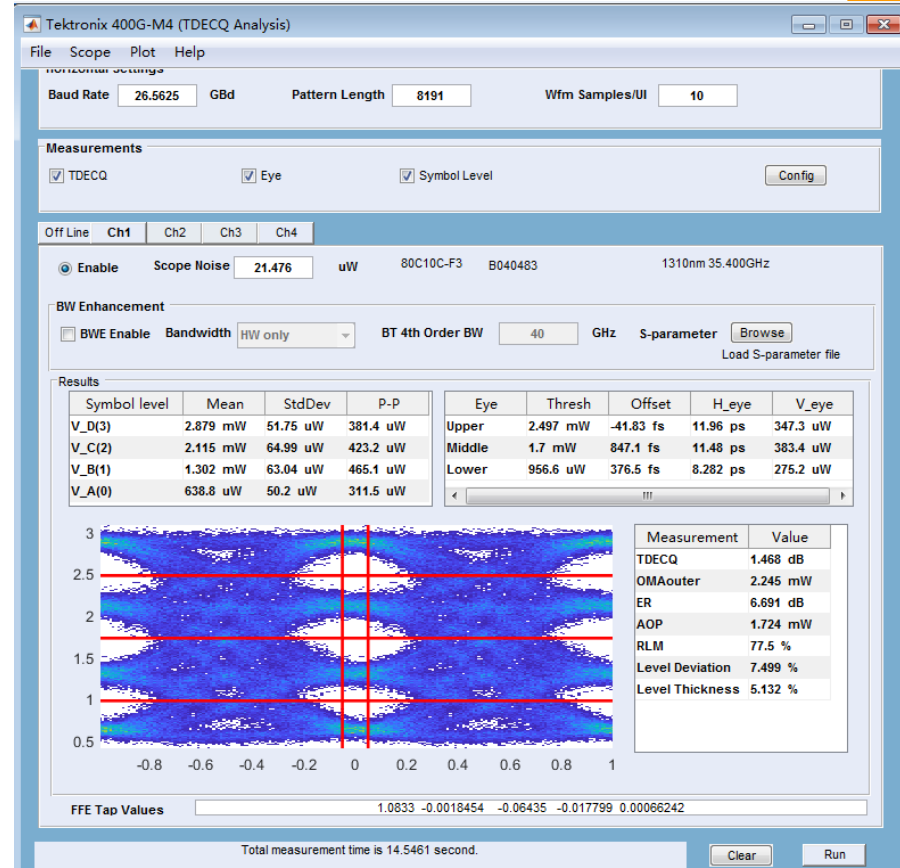 Tektronix 400G-M4 (TDECQ Analysis)
File Scope Plot Help
Horizontal Settings
Baud Rate 26.5625 GBd Pattern Length 8191 Wfm Samples/UI 10
Measurements
TDECQ Eye Symbol Level Config
Off Line Ch1 Ch2 Ch3 Ch4
Enable Scope Noise 21.476 uW 80C10C-F3 B040483 1310nm 35.400GHz
BW Enhancement
BWE Enable Bandwidth HW only BT 4th Order BW 40 GHz S-parameter Browse
Load S-parameter file
Results
Symbol level Mean StdDev P-P Eye Thresh Offset H_eye V_eye
V_D(3) 2.879 mW 51.75 uW 381.4 uW Upper 2.497 mW -41.83 fs 11.96 ps 347.3 uW
V_C(2) 2.115 mW 64.99 uW 423.2 uW Middle 1.7 mW 847.1 fs 11.48 ps 383.4 uW
V_B(1) 1.302 mW 63.04 uW 465.1 uW Lower 956.6 uW 376.5 fs 8.282 ps 275.2 uW
V_A(0) 638.8 uW 50.2 uW 311.5 uW
3
2.5
2
1.5
1
0.5
-0.8 -0.6 -0.4 -0.2 0 0.2 0.4 0.6 0.8 1
Measurement Value
TDECQ 1.468 dB
OMAouter 2.245 mW
ER 6.691 dB
AOP 1.724 mW
RLM 77.5 %
Level Deviation 7.499 %
Level Thickness 5.132 %
FFE Tap Values 1.0833 -0.0018454 -0.06435 -0.017799 0.00066242
Total measurement time is 14.5461 second. Clear Run